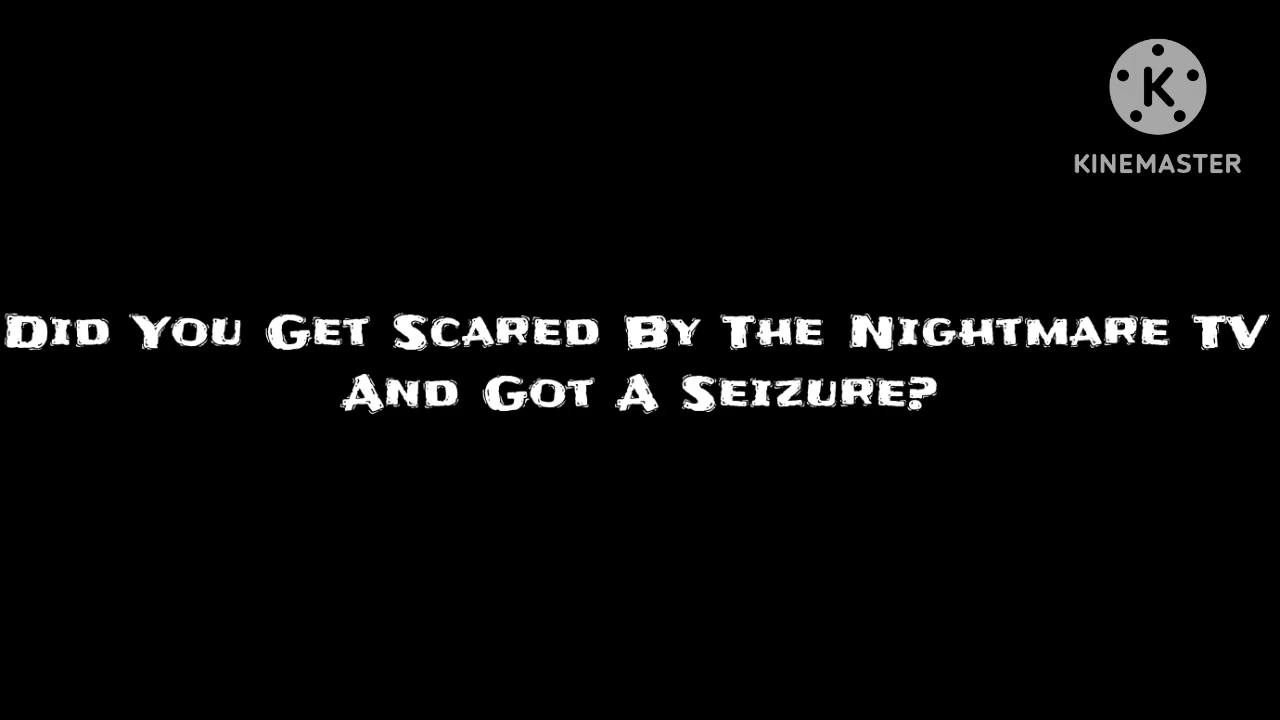 K
KINEMASTER
Did You Get Scared By The Nightmare TV
And Got A Seizure?